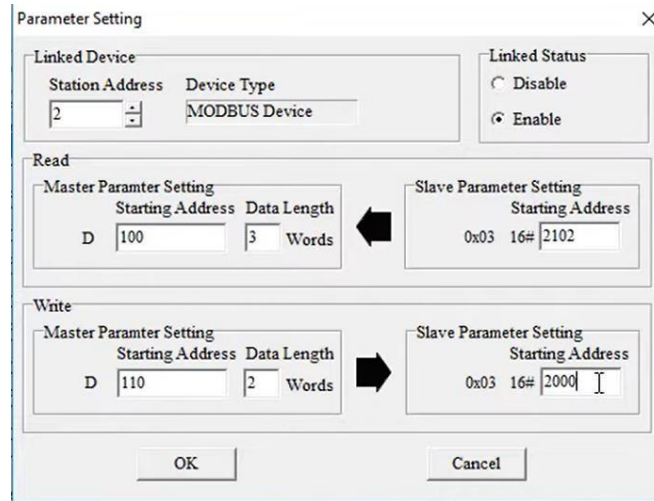 Parameter Setting
Linked Device
Station Address Device Type
2 MODBUS Device
Linked Status
Disable
Enable
Read
Master Paramter Setting
Starting Address Data Length
D 100 3 Words
Slave Parameter Setting
Starting Address
0x03 16# 2102
Write
Master Paramter Setting
Starting Address Data Length
D 110 2 Words
Slave Parameter Setting
Starting Address
0x03 16# 2000
OK Cancel